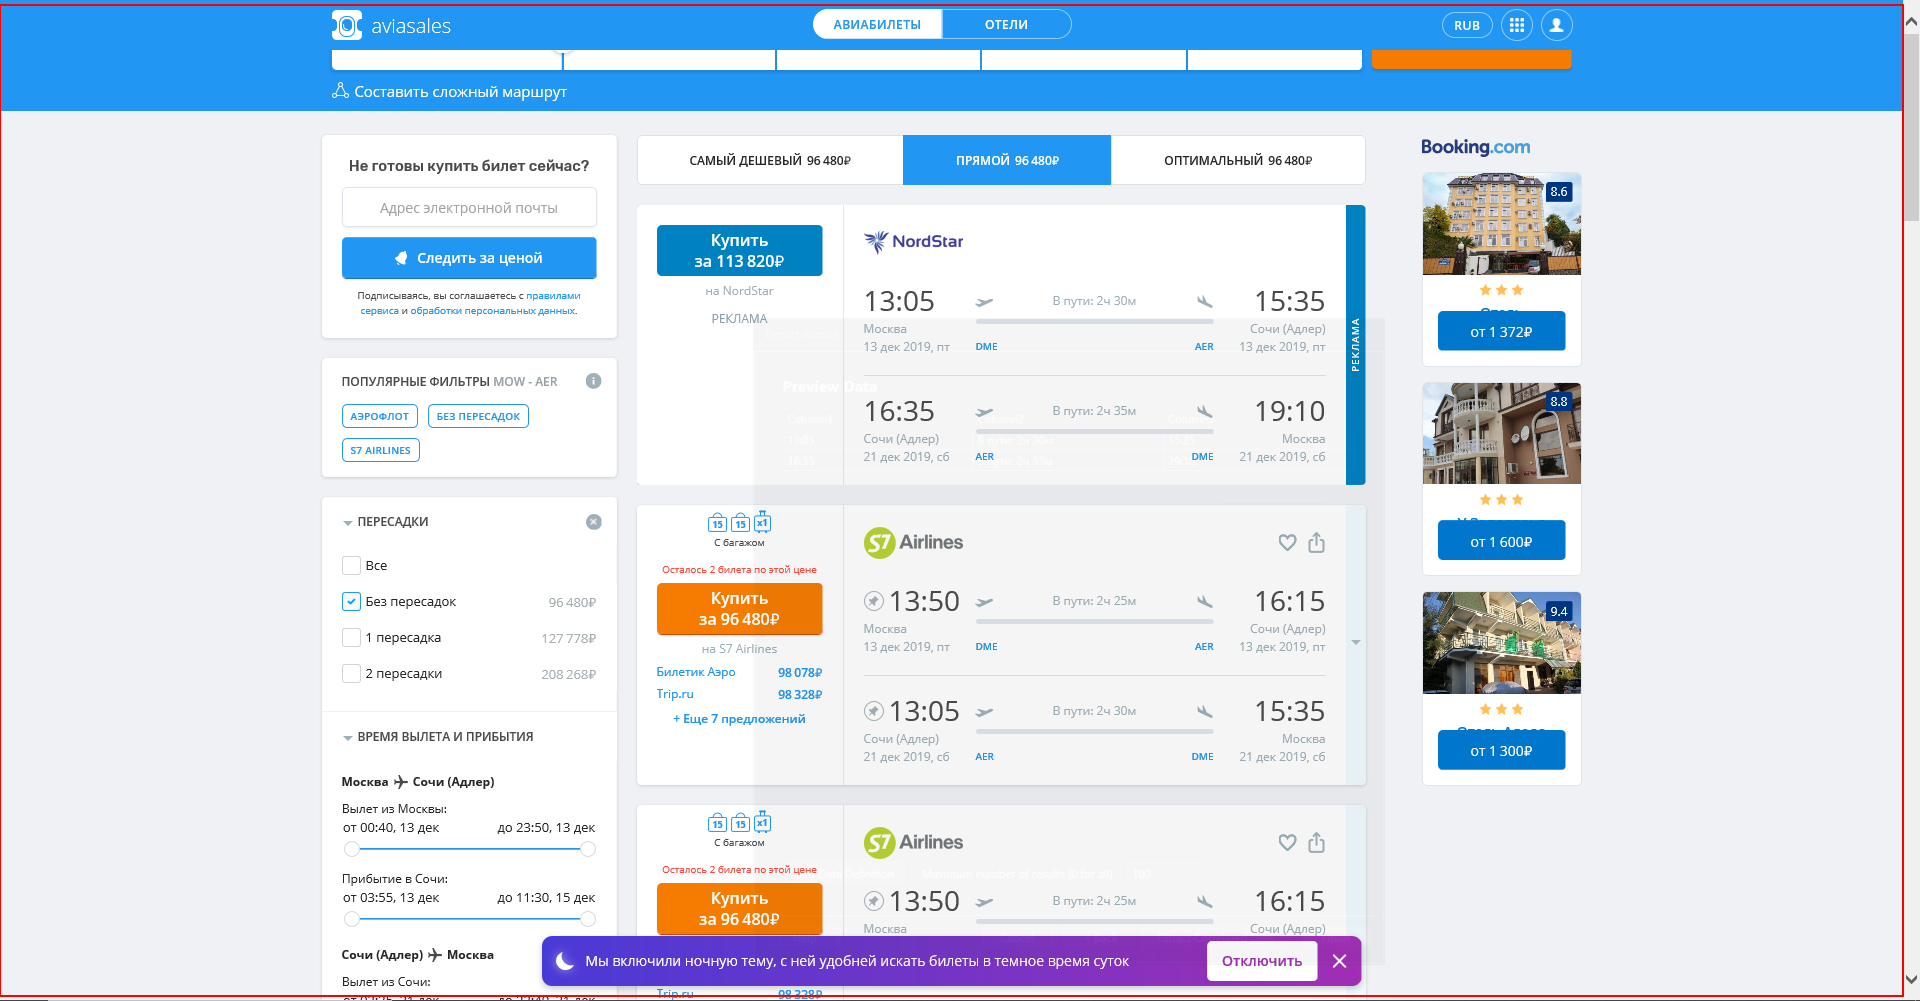 aviasales
АВИАБИЛЕТЫ
ОТЕЛИ
RUB
Составить сложный маршрут
Не готовы купить билет сейчас?
Адрес электронной почты
Следить за ценой
Подписываясь, вы соглашаетесь с правилами
сервиса и обработки персональных данных.
ПОПУЛЯРНЫЕ ФИЛЬТРЫ MOW - AER
АЭРОФЛОТ
БЕЗ ПЕРЕСАДОК
S7 AIRLINES
ПЕРЕСАДКИ
Все
Без пересадок 96 480₽
1 пересадка 127 778₽
2 пересадки 208 268₽
ВРЕМЯ ВЫЛЕТА И ПРИБЫТИЯ
Москва Сочи (Адлер)
Вылет из Москвы:
от 00:40, 13 дек до 23:50, 13 дек
Прибытие в Сочи:
от 03:55, 13 дек до 11:30, 15 дек
Сочи (Адлер) Москва
Вылет из Сочи:
САМЫЙ ДЕШЕВЫЙ 96 480₽
ПРЯМОЙ 96 480₽
ОПТИМАЛЬНЫЙ 96 480₽
Купить
за 113 820₽
на NordStar
РЕКЛАМА
NordStar
13:05 В пути: 2ч 30м 15:35
Москва Сочи (Адлер)
13 дек 2019, пт DME AER 13 дек 2019, пт
Preview Data
16:35 В пути: 2ч 35м 19:10
Сочи (Адлер) Москва
21 дек 2019, сб AER DME 21 дек 2019, сб
РЕКЛАМА
15 15 x1
С багажом
Осталось 2 билета по этой цене
Купить
за 96 480₽
на S7 Airlines
Билетик Аэро 98 078₽
Trip.ru 98 328₽
+ Еще 7 предложений
S7 Airlines
13:50 В пути: 2ч 25м 16:15
Москва Сочи (Адлер)
13 дек 2019, пт DME AER 13 дек 2019, пт
13:05 В пути: 2ч 30м 15:35
Сочи (Адлер) Москва
21 дек 2019, сб AER DME 21 дек 2019, сб
15 15 x1
С багажом
Осталось 2 билета по этой цене
Купить
за 96 480₽
Trip.ru 98 328₽
S7 Airlines
Maximum number of results (0 for all) 100
13:50 В пути: 2ч 25м 16:15
Москва Сочи (Адлер)
Мы включили ночную тему, с ней удобней искать билеты в темное время суток
Отключить
Booking.com
8.6
от 1 372₽
8.8
от 1 600₽
9.4
от 1 300₽